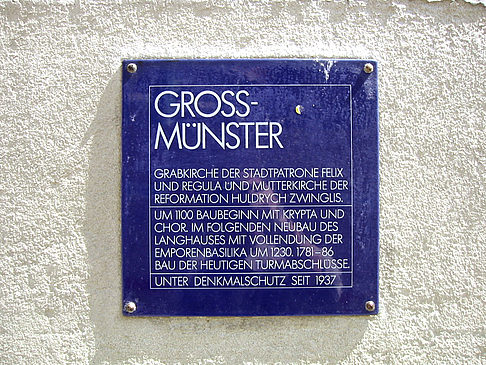 GROSS-
MÜNSTER
GRABKIRCHE DER STADTPATRONE FELIX
UND REGULA UND MUTTERKIRCHE DER
REFORMATION HULDRYCH ZWINGLIS.
UM 1100 BAUBEGINN MIT KRYPTA UND
CHOR. IM FOLGENDEN NEUBAU DES
LANGHAUSES MIT VOLLENDUNG DER
EMPORENBASILIKA UM 1230. 1781–86
BAU DER HEUTIGEN TURMABSCHLÜSSE.
UNTER DENKMALSCHUTZ SEIT 1937